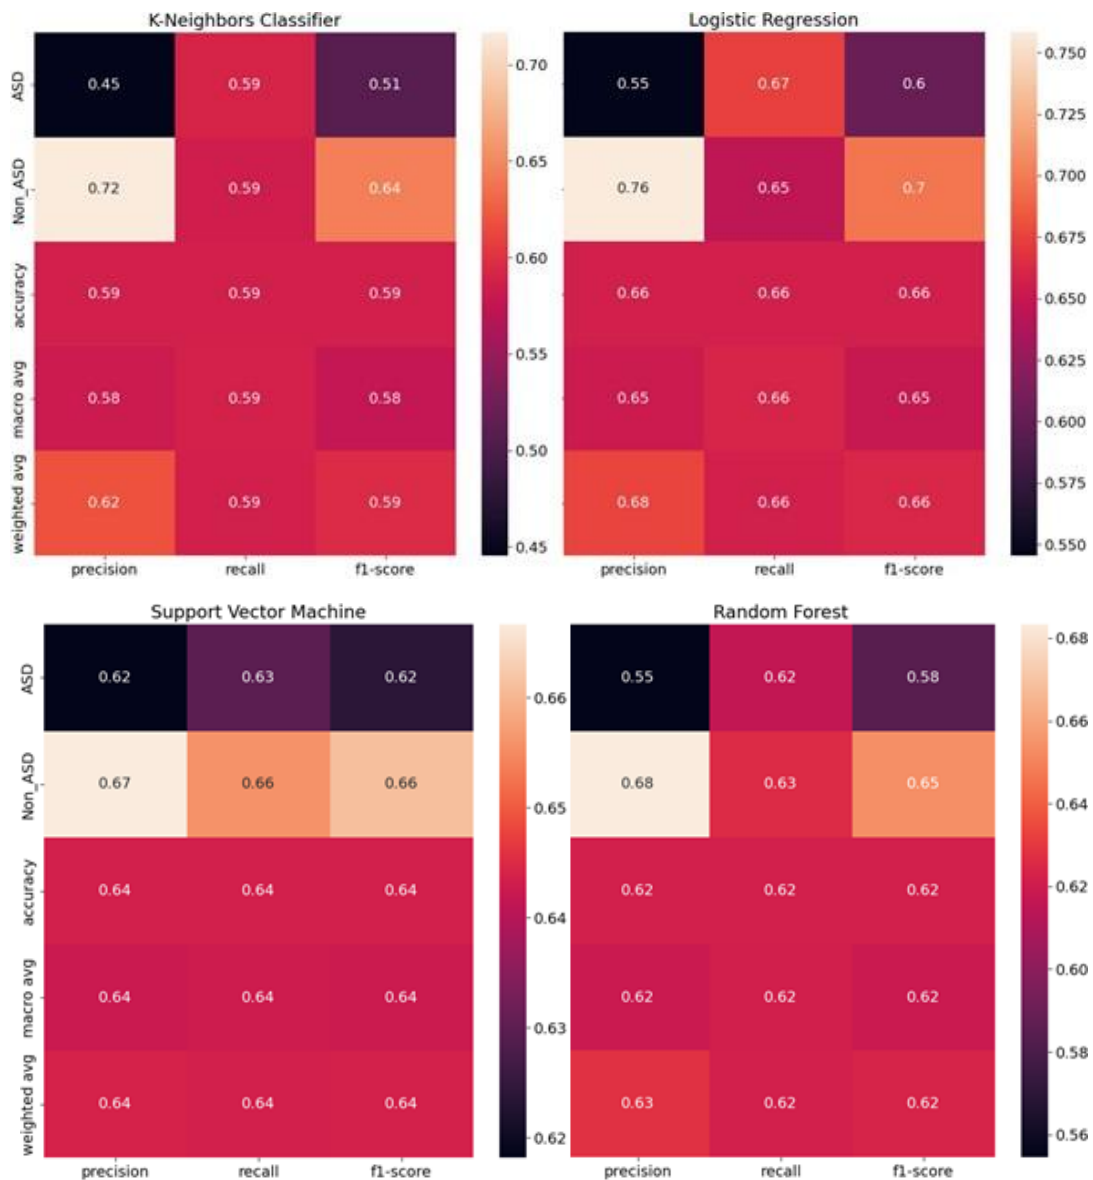 K-Neighbors Classifier
ASD 0.45 0.59 0.51
Non_ASD 0.72 0.59 0.64
accuracy 0.59 0.59 0.59
macro avg 0.58 0.59 0.58
weighted avg 0.62 0.59 0.59
precision recall f1-score
0.70
0.65
0.60
0.55
0.50
0.45
Logistic Regression
0.55 0.67 0.6
0.76 0.65 0.7
0.66 0.66 0.66
0.65 0.66 0.65
0.68 0.66 0.66
precision recall f1-score
0.750
0.725
0.700
0.675
0.650
0.625
0.600
0.575
0.550
Support Vector Machine
ASD 0.62 0.63 0.62
Non_ASD 0.67 0.66 0.66
accuracy 0.64 0.64 0.64
macro avg 0.64 0.64 0.64
weighted avg 0.64 0.64 0.64
precision recall f1-score
0.66
0.65
0.64
0.63
0.62
Random Forest
0.55 0.62 0.58
0.68 0.63 0.65
0.62 0.62 0.62
0.62 0.62 0.62
0.63 0.62 0.62
precision recall f1-score
0.68
0.66
0.64
0.62
0.60
0.58
0.56